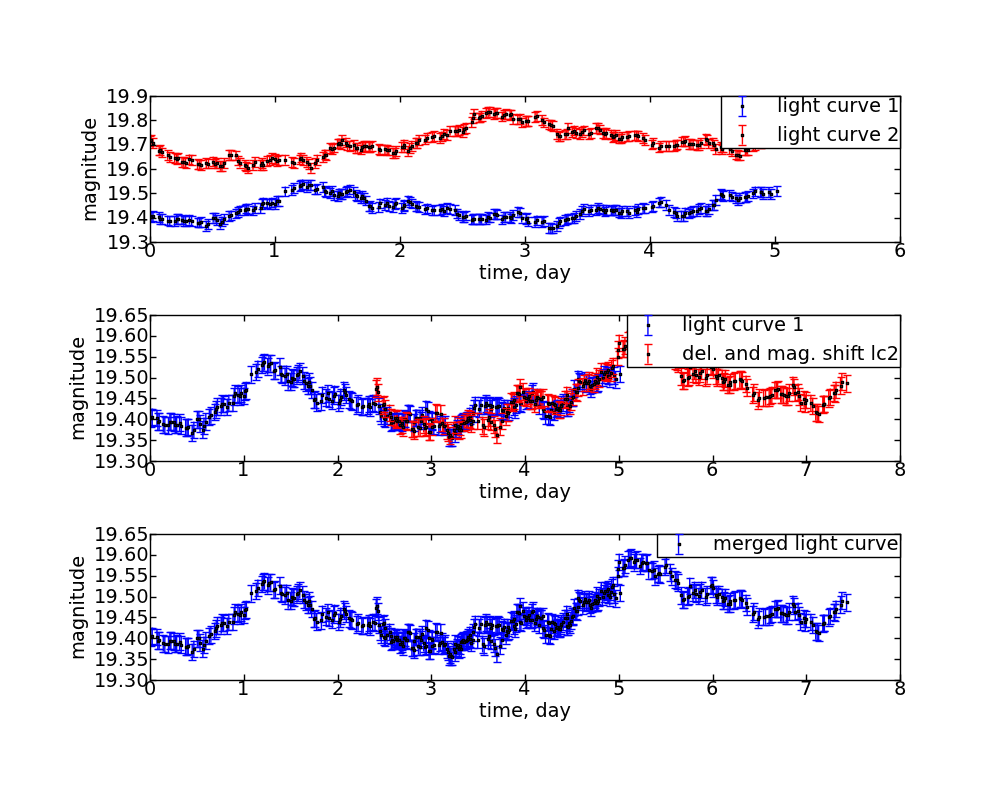 19.9
19.8
19.7
19.6
19.5
19.4
19.3
magnitude
light curve 1
light curve 2
0 1 2 3 4 5 6
time, day
19.65
19.60
19.55
19.50
19.45
19.40
19.35
19.30
magnitude
light curve 1
del. and mag. shift lc2
0 1 2 3 4 5 6 7 8
time, day
19.65
19.60
19.55
19.50
19.45
19.40
19.35
19.30
magnitude
merged light curve
0 1 2 3 4 5 6 7 8
time, day